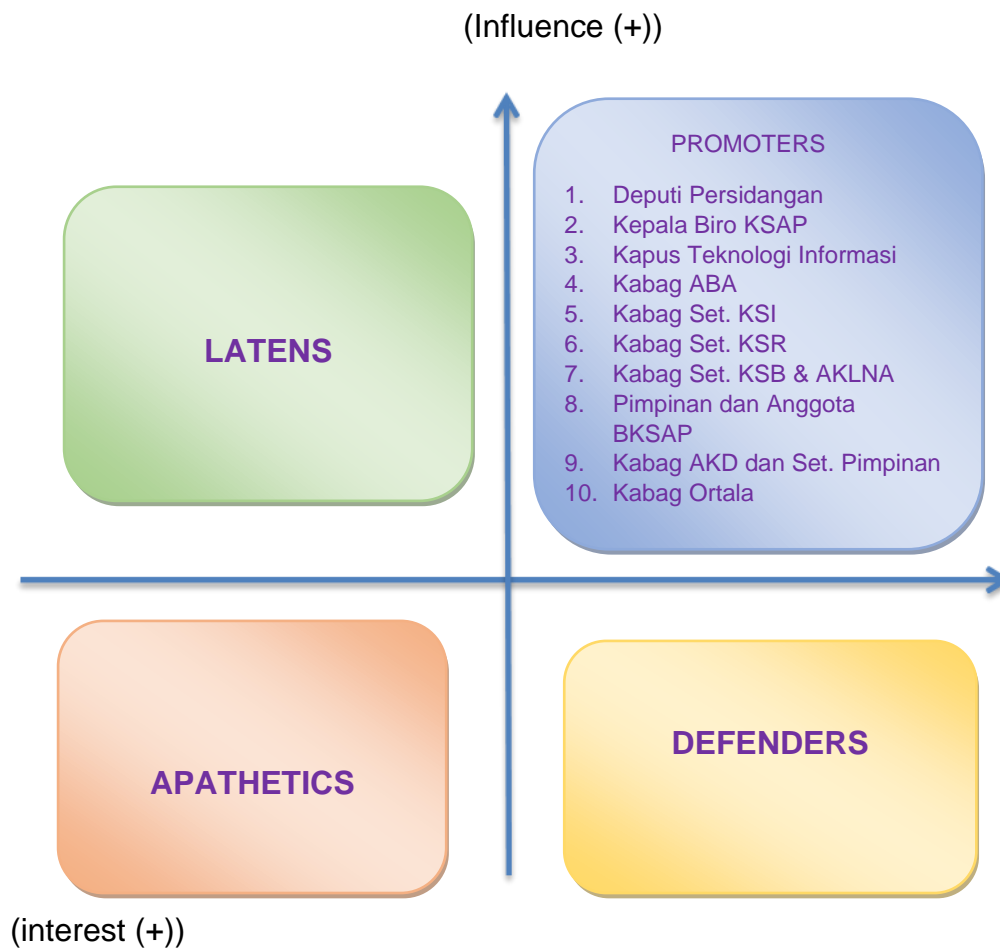 (Influence (+))
PROMOTERS
1. Deputi Persidangan
2. Kepala Biro KSAP
3. Kapus Teknologi Informasi
4. Kabag ABA
5. Kabag Set. KSI
6. Kabag Set. KSR
7. Kabag Set. KSB & AKLNA
8. Pimpinan dan Anggota
BKSAP
9. Kabag AKD dan Set. Pimpinan
10. Kabag Ortala
LATENS
APATHETICS
DEFENDERS
(interest (+))